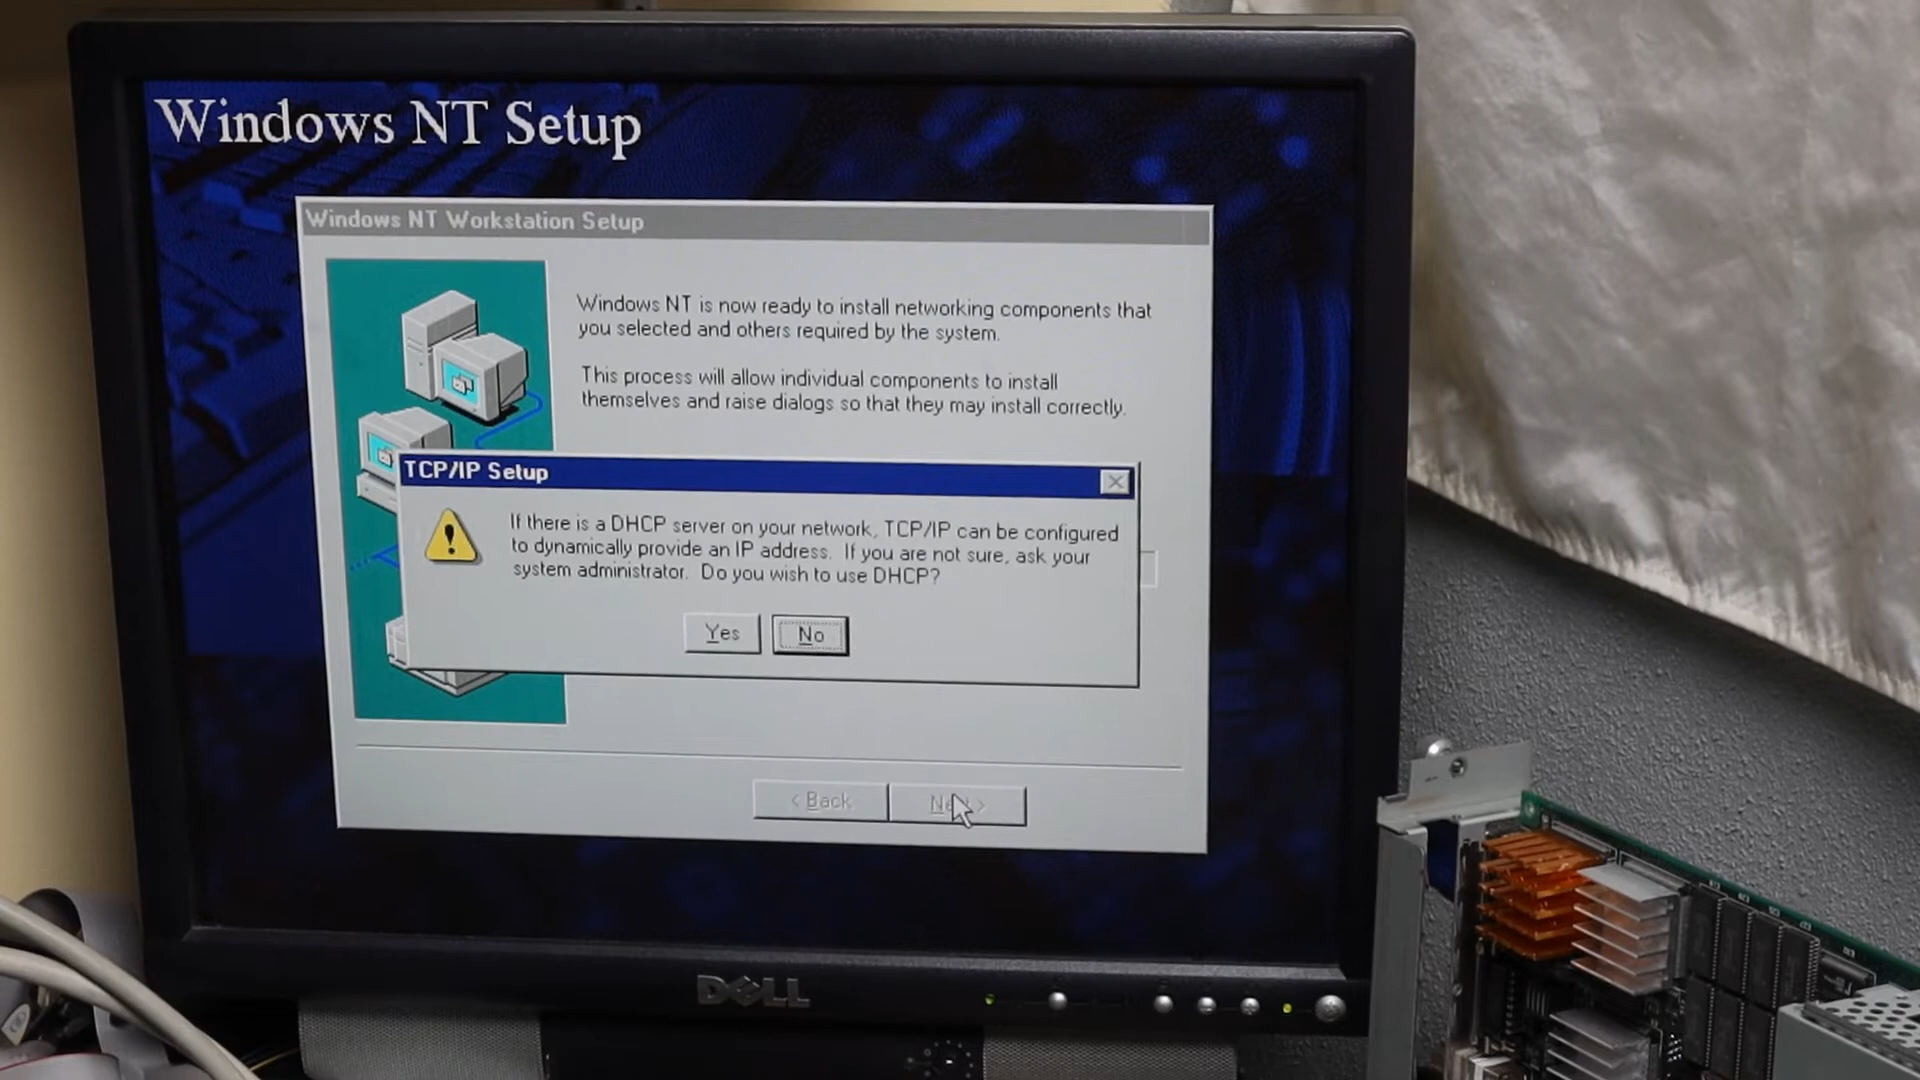 Windows NT Setup
Windows NT Workstation Setup
Windows NT is now ready to install networking components that
you selected and others required by the system.
This process will allow individual components to install
themselves and raise dialogs so that they may install correctly.
TCP/IP Setup
If there is a DHCP server on your network, TCP/IP can be configured
to dynamically provide an IP address. If you are not sure, ask your
system administrator. Do you wish to use DHCP?
Yes No
< Back Next >
DELL